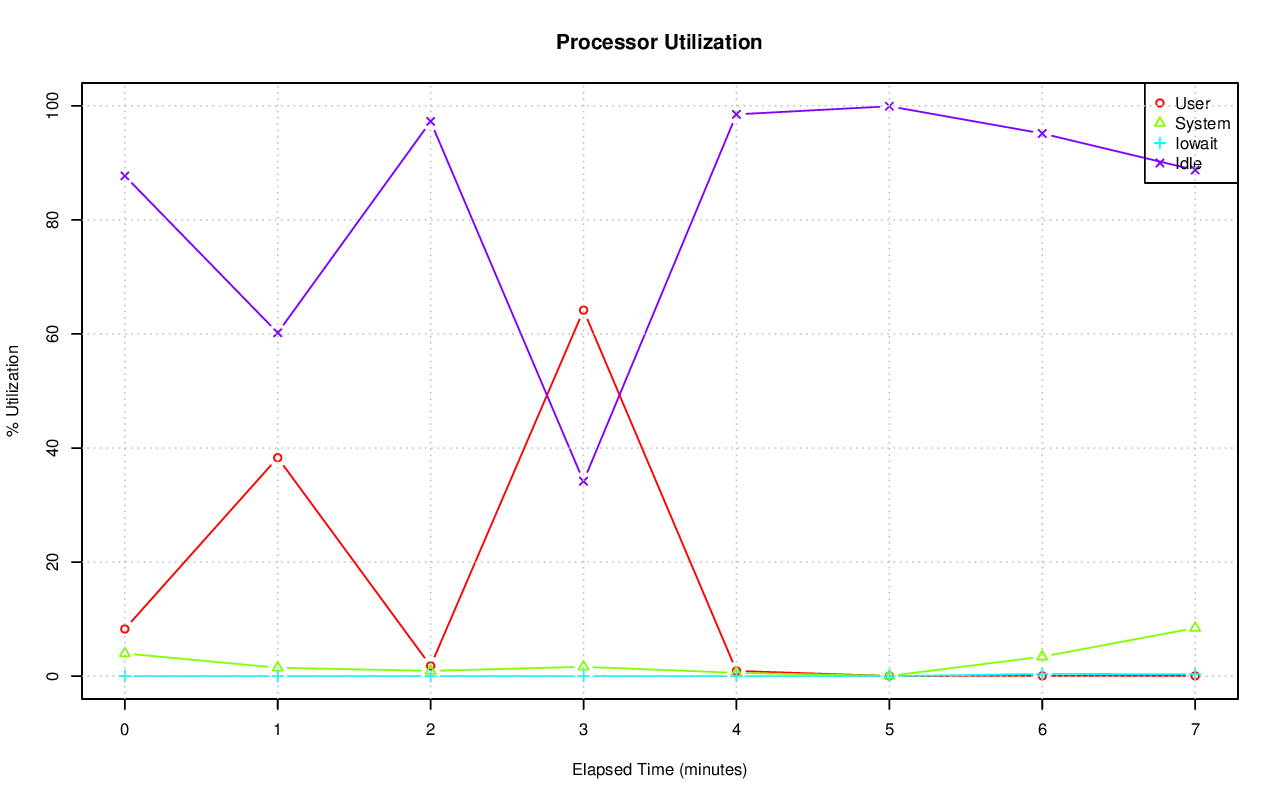 Processor Utilization
% Utilization
100
80
60
40
20
0
User
System
Iowait
Idle
0 1 2 3 4 5 6 7
Elapsed Time (minutes)